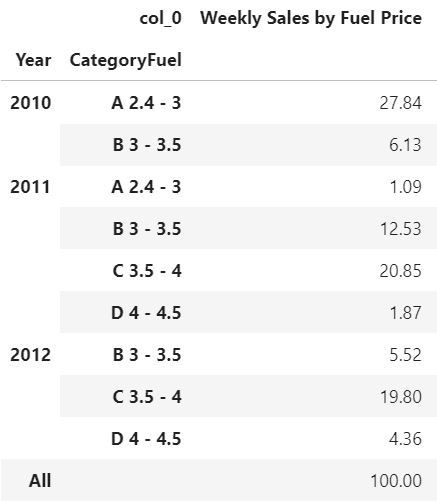 col_0 Weekly Sales by Fuel Price
Year CategoryFuel
2010 A 2.4 - 3 27.84
B 3 - 3.5 6.13
2011 A 2.4 - 3 1.09
B 3 - 3.5 12.53
C 3.5 - 4 20.85
D 4 - 4.5 1.87
2012 B 3 - 3.5 5.52
C 3.5 - 4 19.80
D 4 - 4.5 4.36
All 100.00